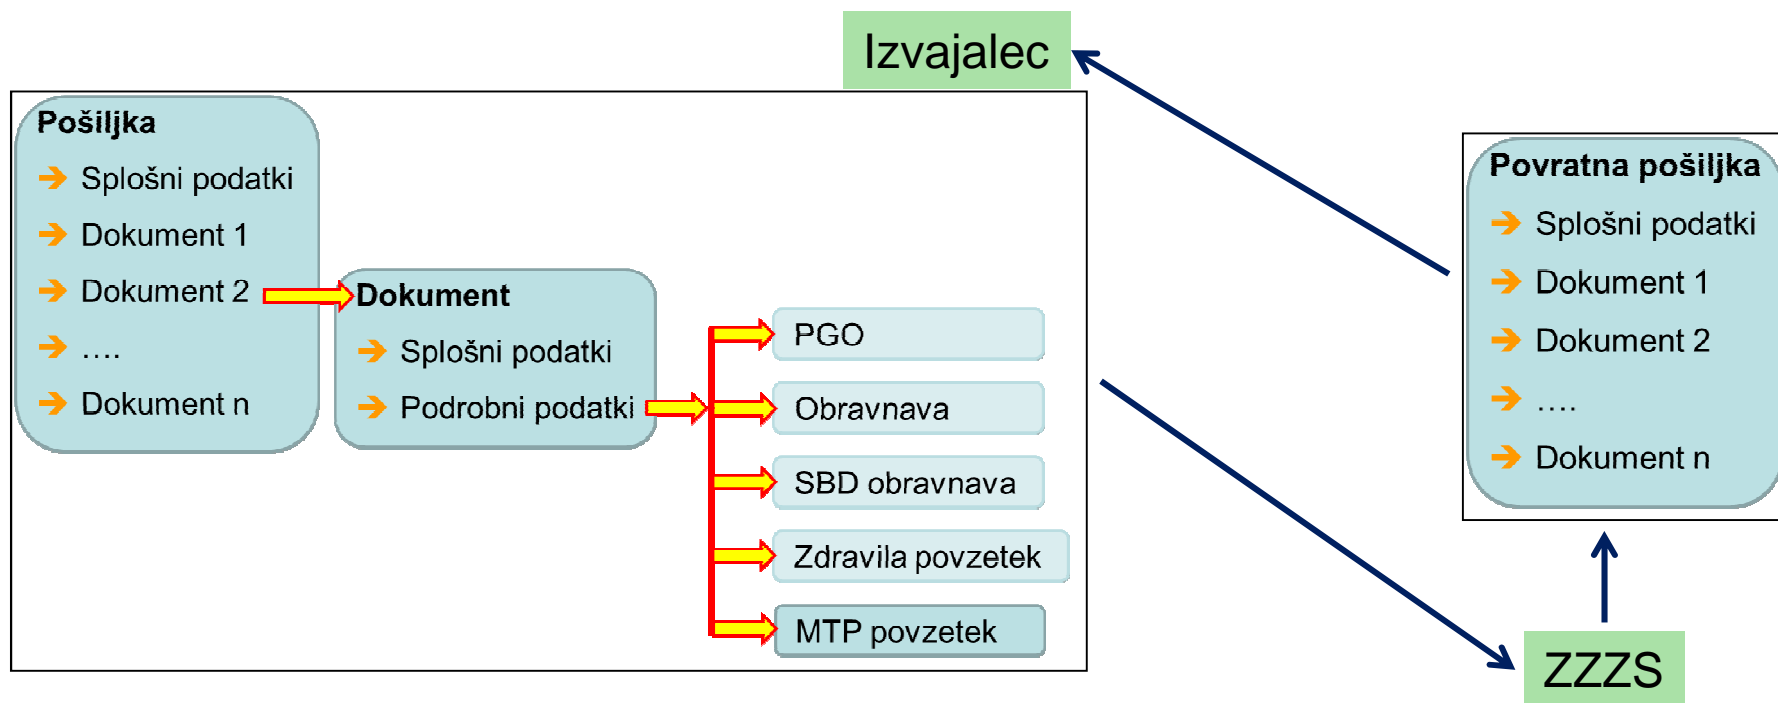 Izvajalec
Pošiljka
Splošni podatki
Dokument 1
Dokument 2
....
Dokument n
Dokument
Splošni podatki
Podrobni podatki
PGO
Obravnava
SBD obravnava
Zdravila povzetek
MTP povzetek
Povratna pošiljka
Splošni podatki
Dokument 1
Dokument 2
....
Dokument n
ZZZS